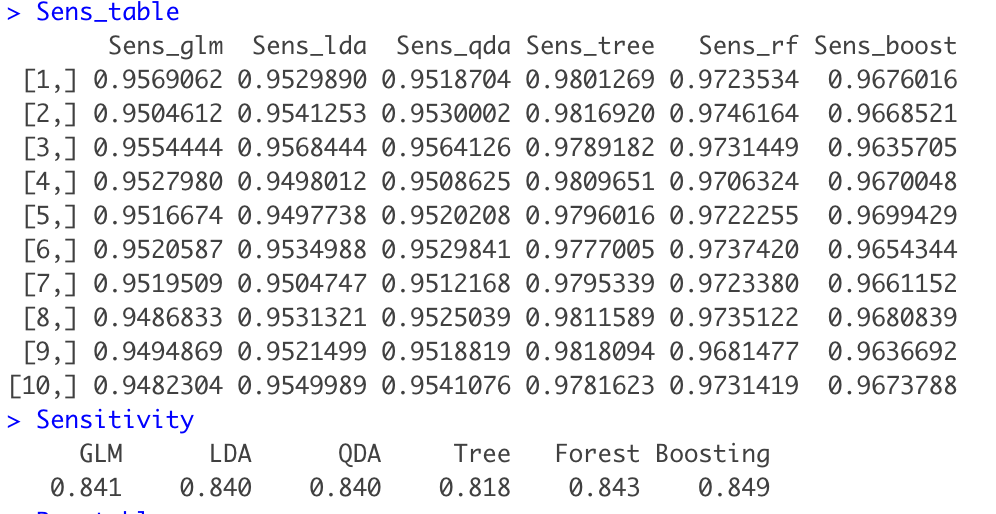 > Sens_table
Sens_glm Sens_lda Sens_qda Sens_tree Sens_rf Sens_boost
[1,] 0.9569062 0.9529890 0.9518704 0.9801269 0.9723534 0.9676016
[2,] 0.9504612 0.9541253 0.9530002 0.9816920 0.9746164 0.9668521
[3,] 0.9554444 0.9568444 0.9564126 0.9789182 0.9731449 0.9635705
[4,] 0.9527980 0.9498012 0.9508625 0.9809651 0.9706324 0.9670048
[5,] 0.9516674 0.9497738 0.9520208 0.9796016 0.9722255 0.9699429
[6,] 0.9520587 0.9534988 0.9529841 0.9777005 0.9737420 0.9654344
[7,] 0.9519509 0.9504747 0.9512168 0.9795339 0.9723380 0.9661152
[8,] 0.9486833 0.9531321 0.9525039 0.9811589 0.9735122 0.9680839
[9,] 0.9494869 0.9521499 0.9518819 0.9818094 0.9681477 0.9636692
[10,] 0.9482304 0.9549989 0.9541076 0.9781623 0.9731419 0.9673788
> Sensitivity
GLM LDA QDA Tree Forest Boosting
0.841 0.840 0.840 0.818 0.843 0.849